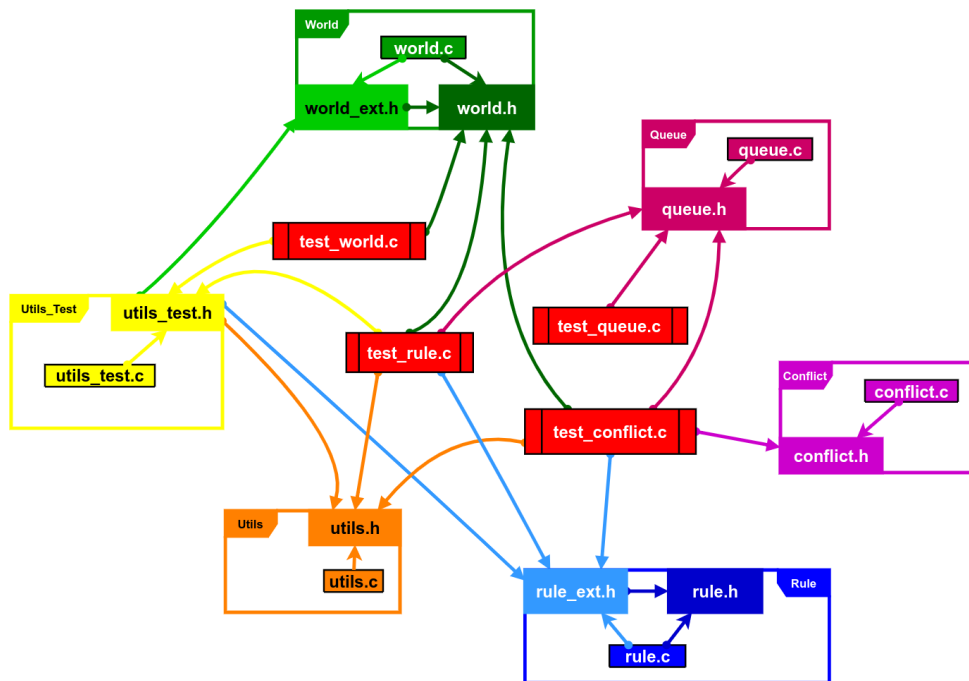 World
world.c
world_ext.h
world.h
Queue
queue.c
queue.h
test_world.c
Utils_Test
utils_test.h
utils_test.c
test_rule.c
test_queue.c
Conflict
conflict.c
conflict.h
test_conflict.c
Utils
utils.h
utils.c
rule_ext.h
rule.h
Rule
rule.c